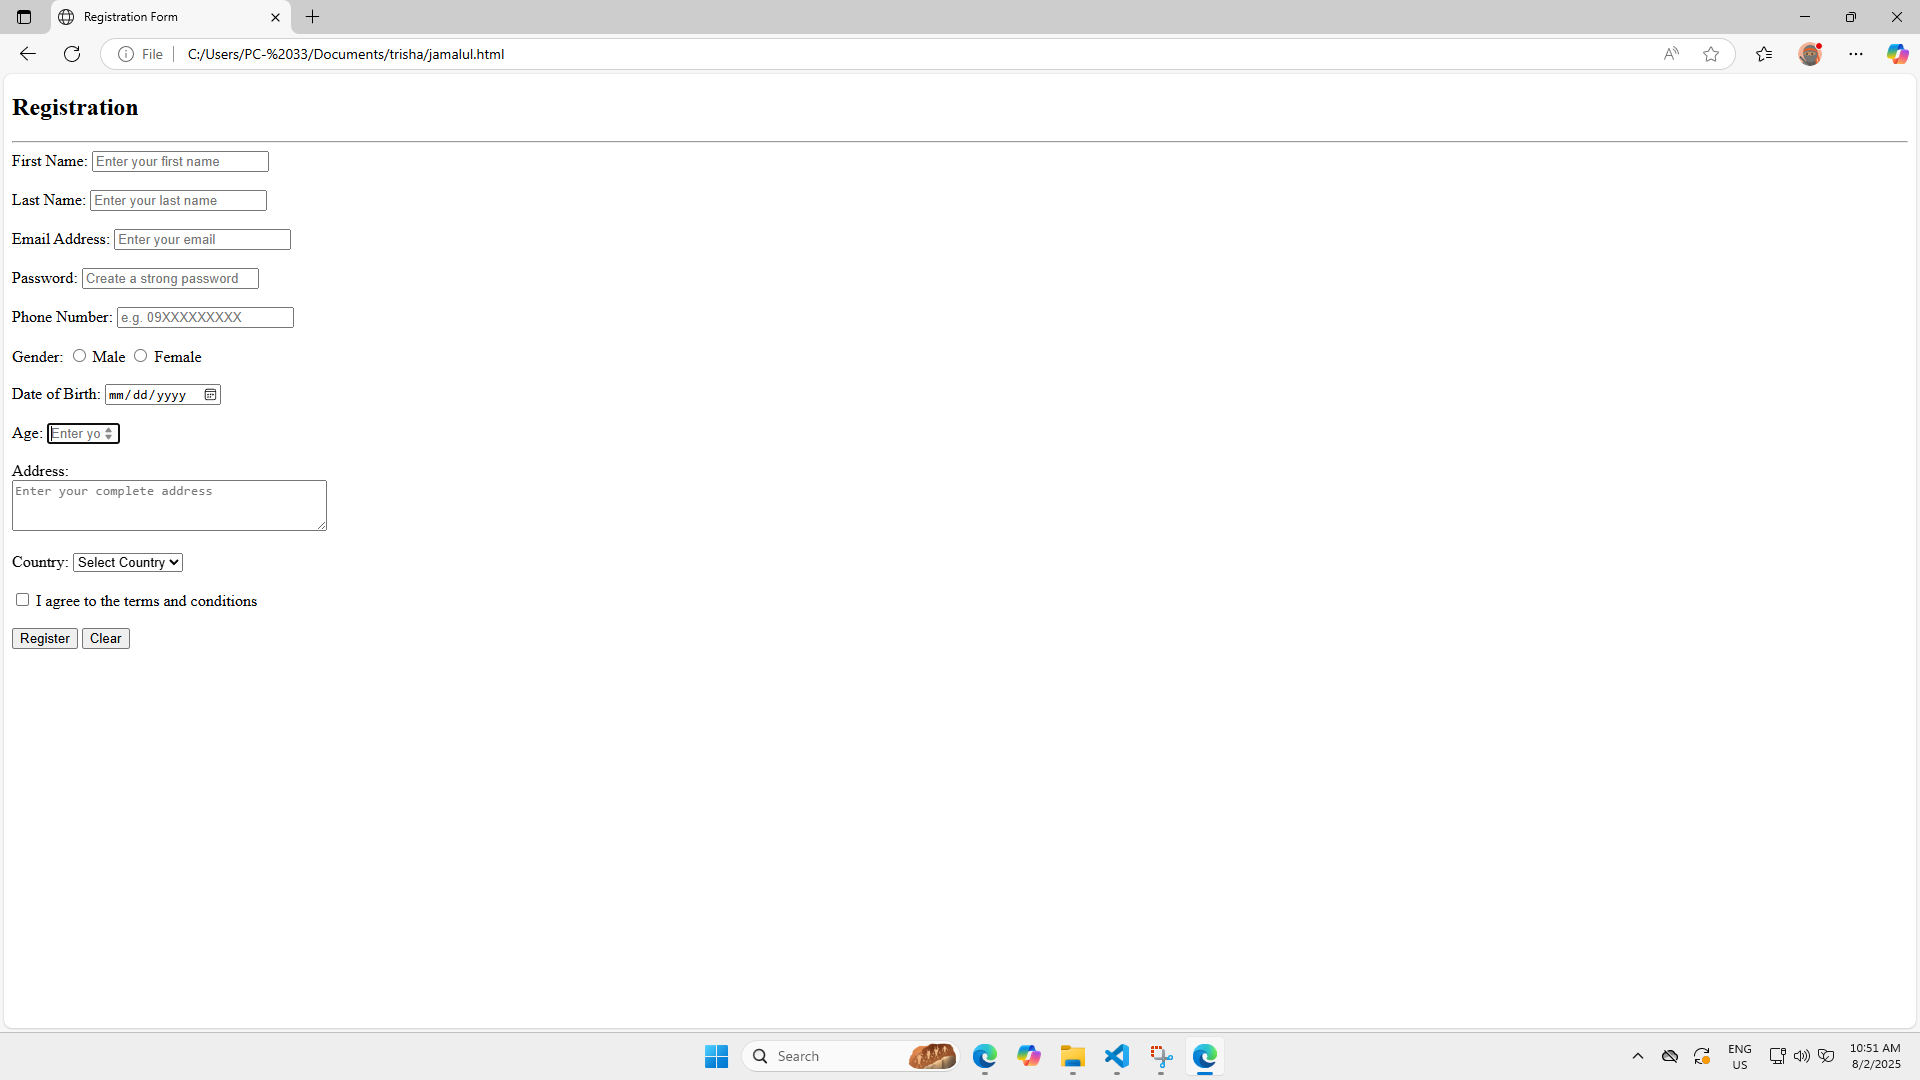 Registration Form
File C:/Users/PC-%2033/Documents/trisha/jamalul.html
Registration
First Name: Enter your first name
Last Name: Enter your last name
Email Address: Enter your email
Password: Create a strong password
Phone Number: e.g. 09XXXXXXXXX
Gender: Male Female
Date of Birth: mm/dd/yyyy
Age: Enter yo
Address:
Enter your complete address
Country: Select Country
I agree to the terms and conditions
Register Clear
Search
ENG
US
10:51 AM
8/2/2025